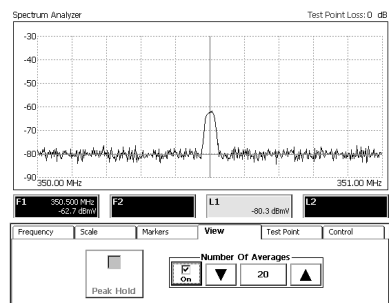 Spectrum Analyzer Test Point Loss: 0 dB
-30
-40
-50
-60
-70
-80
-90
350.00 MHz 351.00 MHz
F1 350.500 MHz
-62.7 dBmV
F2
L1
-80.3 dBmV
L2
Frequency Scale Markers View Test Point Control
Peak Hold
Number Of Averages
On
20